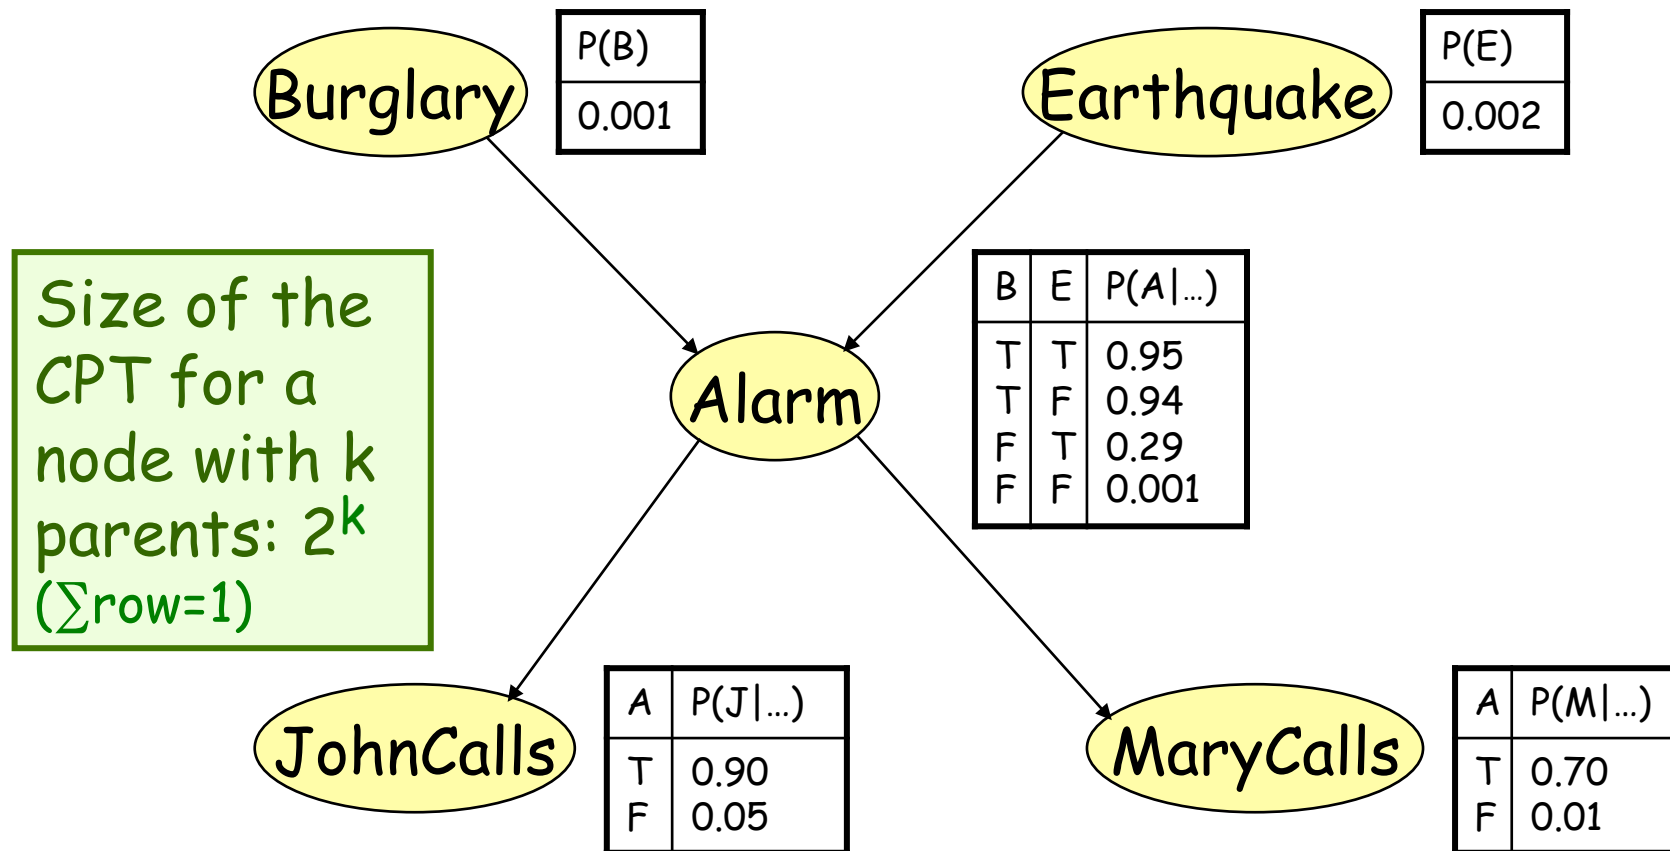 Burglary
P(B)
0.001
Earthquake
P(E)
0.002
Size of the
CPT for a
node with k
parents: 2^k
(∑row=1)
B E P(A|…)
T T 0.95
T F 0.94
F T 0.29
F F 0.001
Alarm
JohnCalls
A P(J|…)
T 0.90
F 0.05
MaryCalls
A P(M|…)
T 0.70
F 0.01